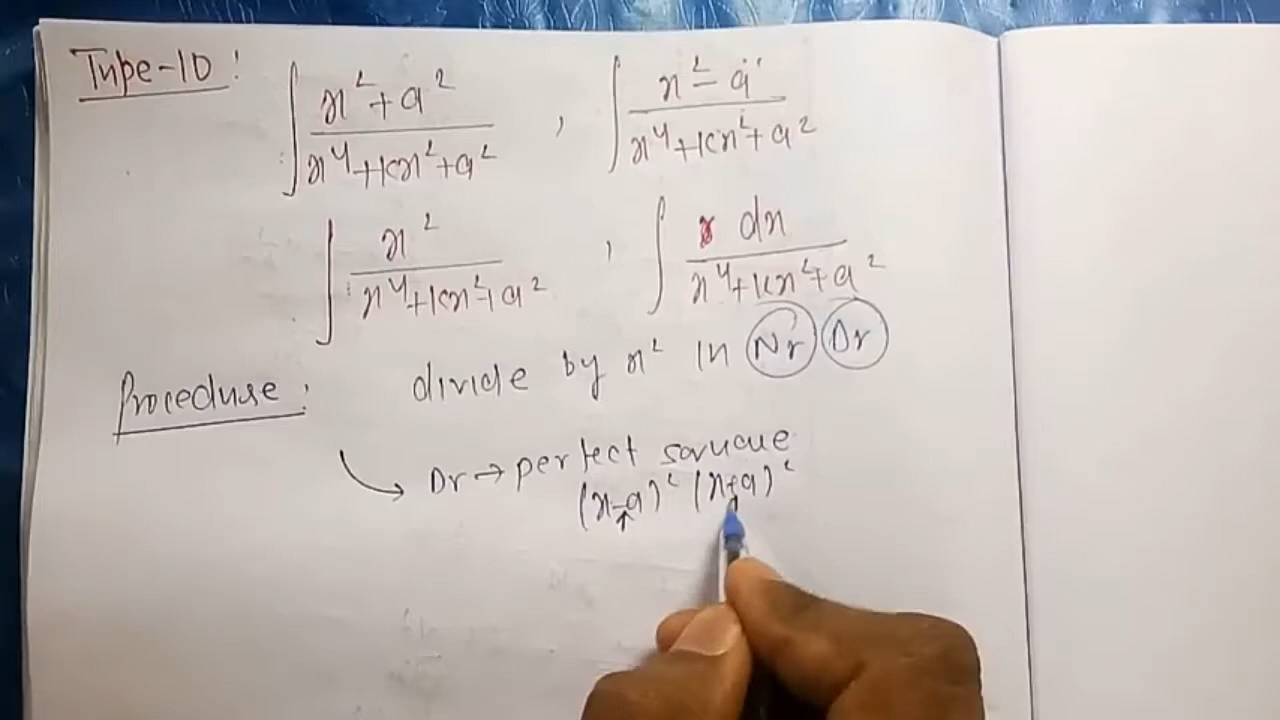 Type-10:
∫ x² + a² / x⁴ + kx² + a² , ∫ x² - a / x⁴ + kx² + a²
∫ x² / x⁴ + kx² + a² , ∫ dx / x⁴ + kx² + a²
Procedure: divide by x² in Nr Dr
Dr → perfect square
(x-a)² (x+a)²